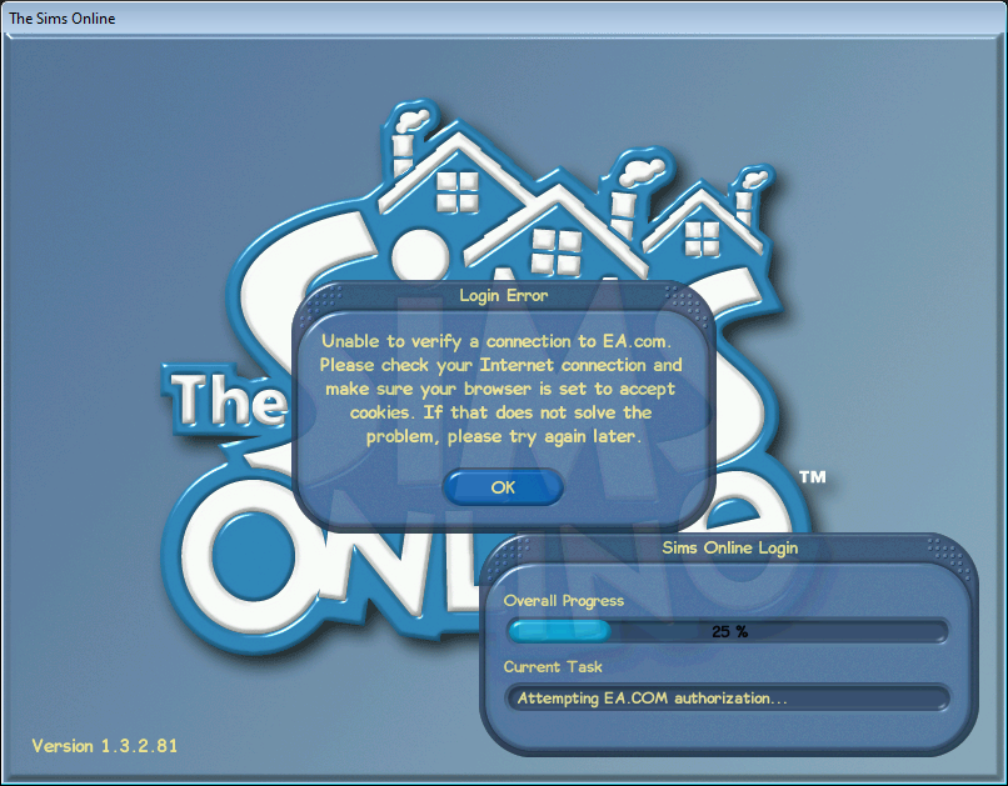 The Sims Online
The
SiMS
ONLINE
TM
Login Error
Unable to verify a connection to EA.com.
Please check your Internet connection and
make sure your browser is set to accept
cookies. If that does not solve the
problem, please try again later.
OK
Sims Online Login
Overall Progress
25 %
Current Task
Attempting EA.COM authorization...
Version 1.3.2.81